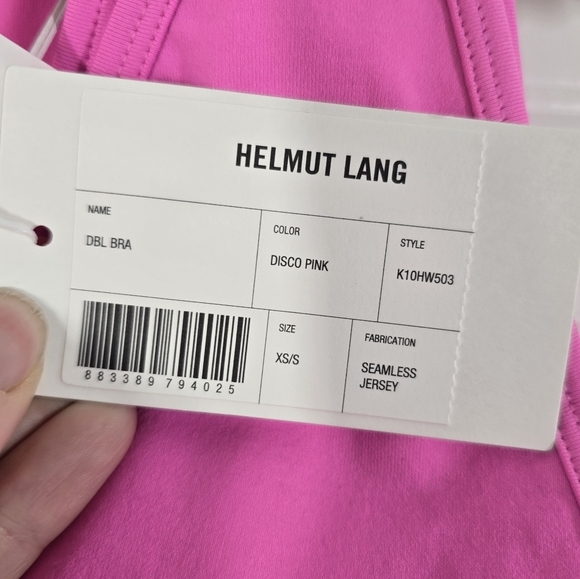 HELMUT LANG
NAME
DBL BRA
COLOR
DISCO PINK
STYLE
K10HW503
883389794025
SIZE
XS/S
FABRICATION
SEAMLESS
JERSEY